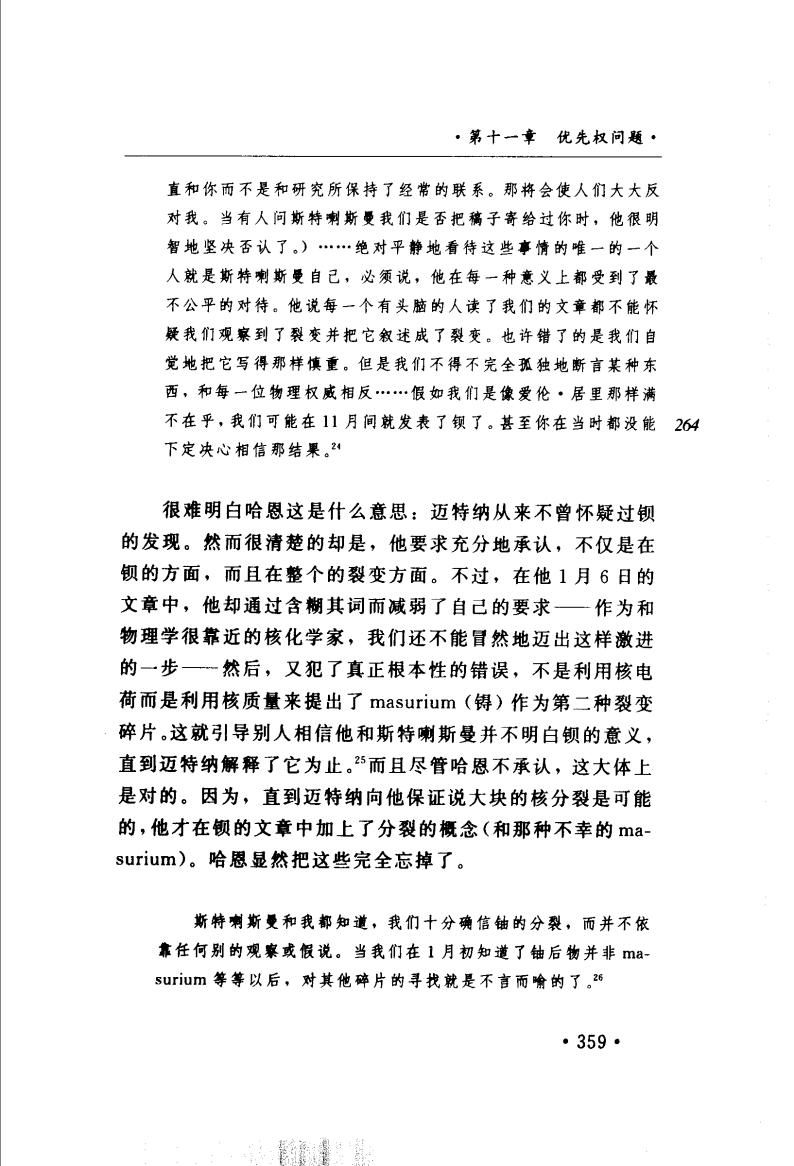 ·第十一章　优先权问题·
直和你而不是和研究所保持了经常的联系。那将会使人们大大反
对我。当有人问斯特喇斯曼我们是否把稿子寄给过你时，他很明
智地坚决否认了。）……绝对平静地看待这些事情的唯一的一个
人就是斯特喇斯曼自己，必须说，他在每一种意义上都受到了最
不公平的对待。他说每一个有头脑的人读了我们的文章都不能怀
疑我们观察到了裂变并把它叙述成了裂变。也许错了的是我们自
觉地把它写得那样慎重。但是我们不得不完全孤独地断言某种东
西，和每一位物理权威相反……假如我们是像爱伦·居里那样满
不在乎，我们可能在 11 月间就发表了钡了。甚至你在当时都没能
264
下定决心相信那结果。24
很难明白哈恩这是什么意思：迈特纳从来不曾怀疑过钡
的发现。然而很清楚的却是，他要求充分地承认，不仅是在
钡的方面，而且在整个的裂变方面。不过，在他 1 月 6 日的
文章中，他却通过含糊其词而减弱了自己的要求——作为和
物理学很靠近的核化学家，我们还不能冒然地迈出这样激进
的一步——然后，又犯了真正根本性的错误，不是利用核电
荷而是利用核质量来提出了 masurium（锝）作为第二种裂变
碎片。这就引导别人相信他和斯特喇斯曼并不明白钡的意义，
直到迈特纳解释了它为止。25而且尽管哈恩不承认，这大体上
是对的。因为，直到迈特纳向他保证说大块的核分裂是可能
的，他才在钡的文章中加上了分裂的概念（和那种不幸的 ma-
surium）。哈恩显然把这些完全忘掉了。
斯特喇斯曼和我都知道，我们十分确信铀的分裂，而并不依
靠任何别的观察或假说。当我们在 1 月初知道了铀后物并非 ma-
surium 等等以后，对其他碎片的寻找就是不言而喻的了。26
·359·